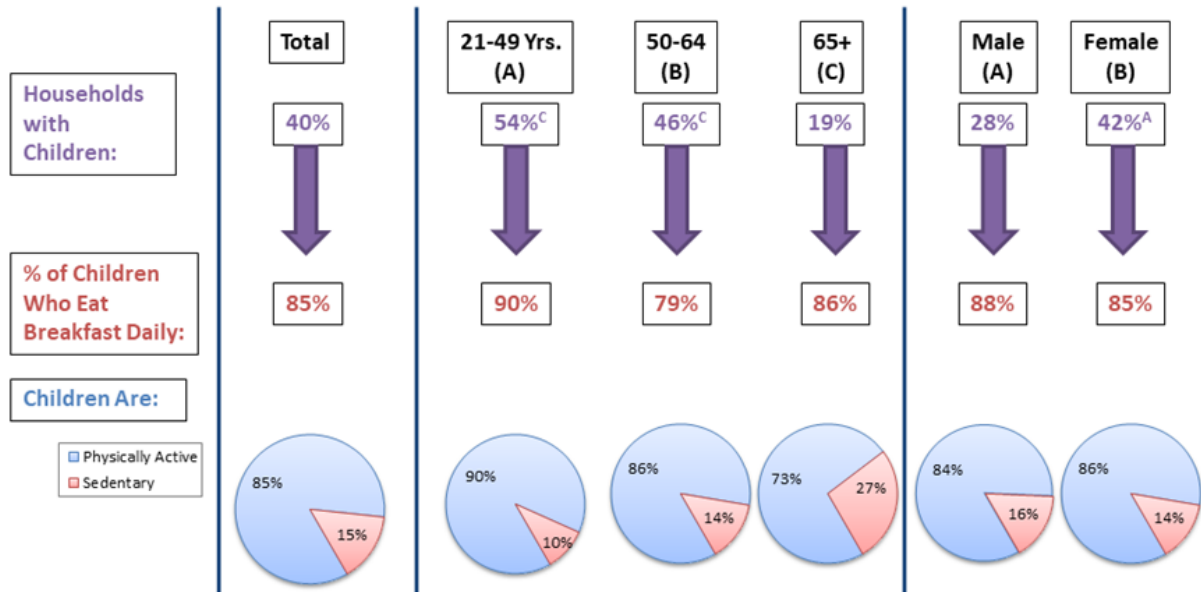 Total
21-49 Yrs.
(A)
50-64
(B)
65+
(C)
Male
(A)
Female
(B)
Households
with
Children:
40%
54%ᶜ
46%ᶜ
19%
28%
42%ᴬ
% of Children
Who Eat
Breakfast Daily:
85%
90%
79%
86%
88%
85%
Children Are:
Physically Active
Sedentary
85%
15%
90%
10%
86%
14%
73%
27%
84%
16%
86%
14%